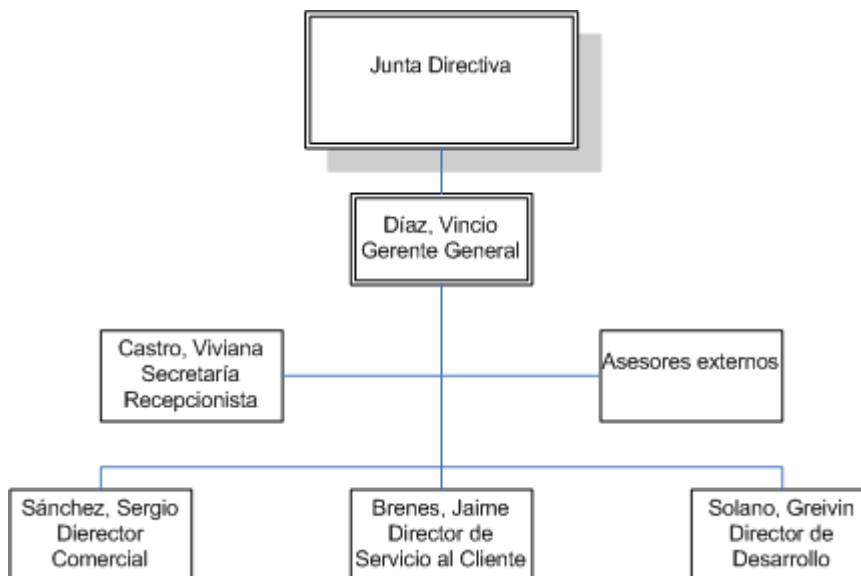 Junta Directiva
Díaz, Vincio
Gerente General
Castro, Viviana
Secretaría
Recepcionista
Asesores externos
Sánchez, Sergio
Dierector
Comercial
Brenes, Jaime
Director de
Servicio al Cliente
Solano, Greivin
Director de
Desarrollo